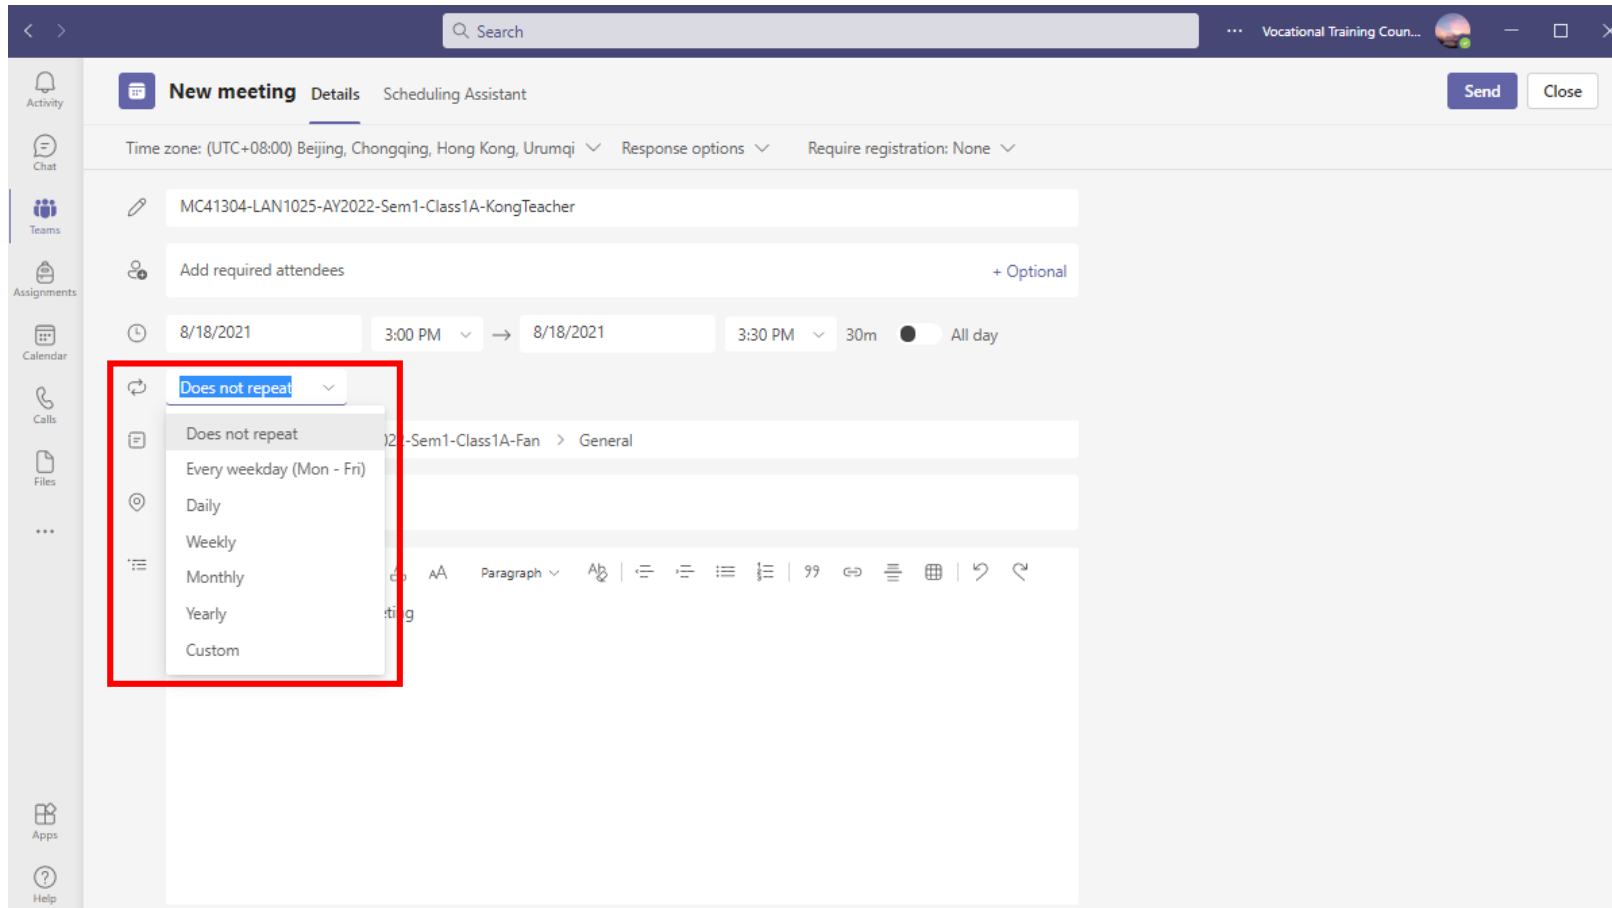 Search
Vocational Training Coun...
Activity
Chat
Teams
Assignments
Calendar
Calls
Files
Apps
Help
New meeting Details Scheduling Assistant
Send Close
Time zone: (UTC+08:00) Beijing, Chongqing, Hong Kong, Urumqi Response options Require registration: None
MC41304-LAN1025-AY2022-Sem1-Class1A-KongTeacher
Add required attendees + Optional
8/18/2021 3:00 PM → 8/18/2021 3:30 PM 30m All day
Does not repeat
Does not repeat
Every weekday (Mon - Fri)
Daily
Weekly
Monthly
Yearly
Custom
22-Sem1-Class1A-Fan > General
Paragraph